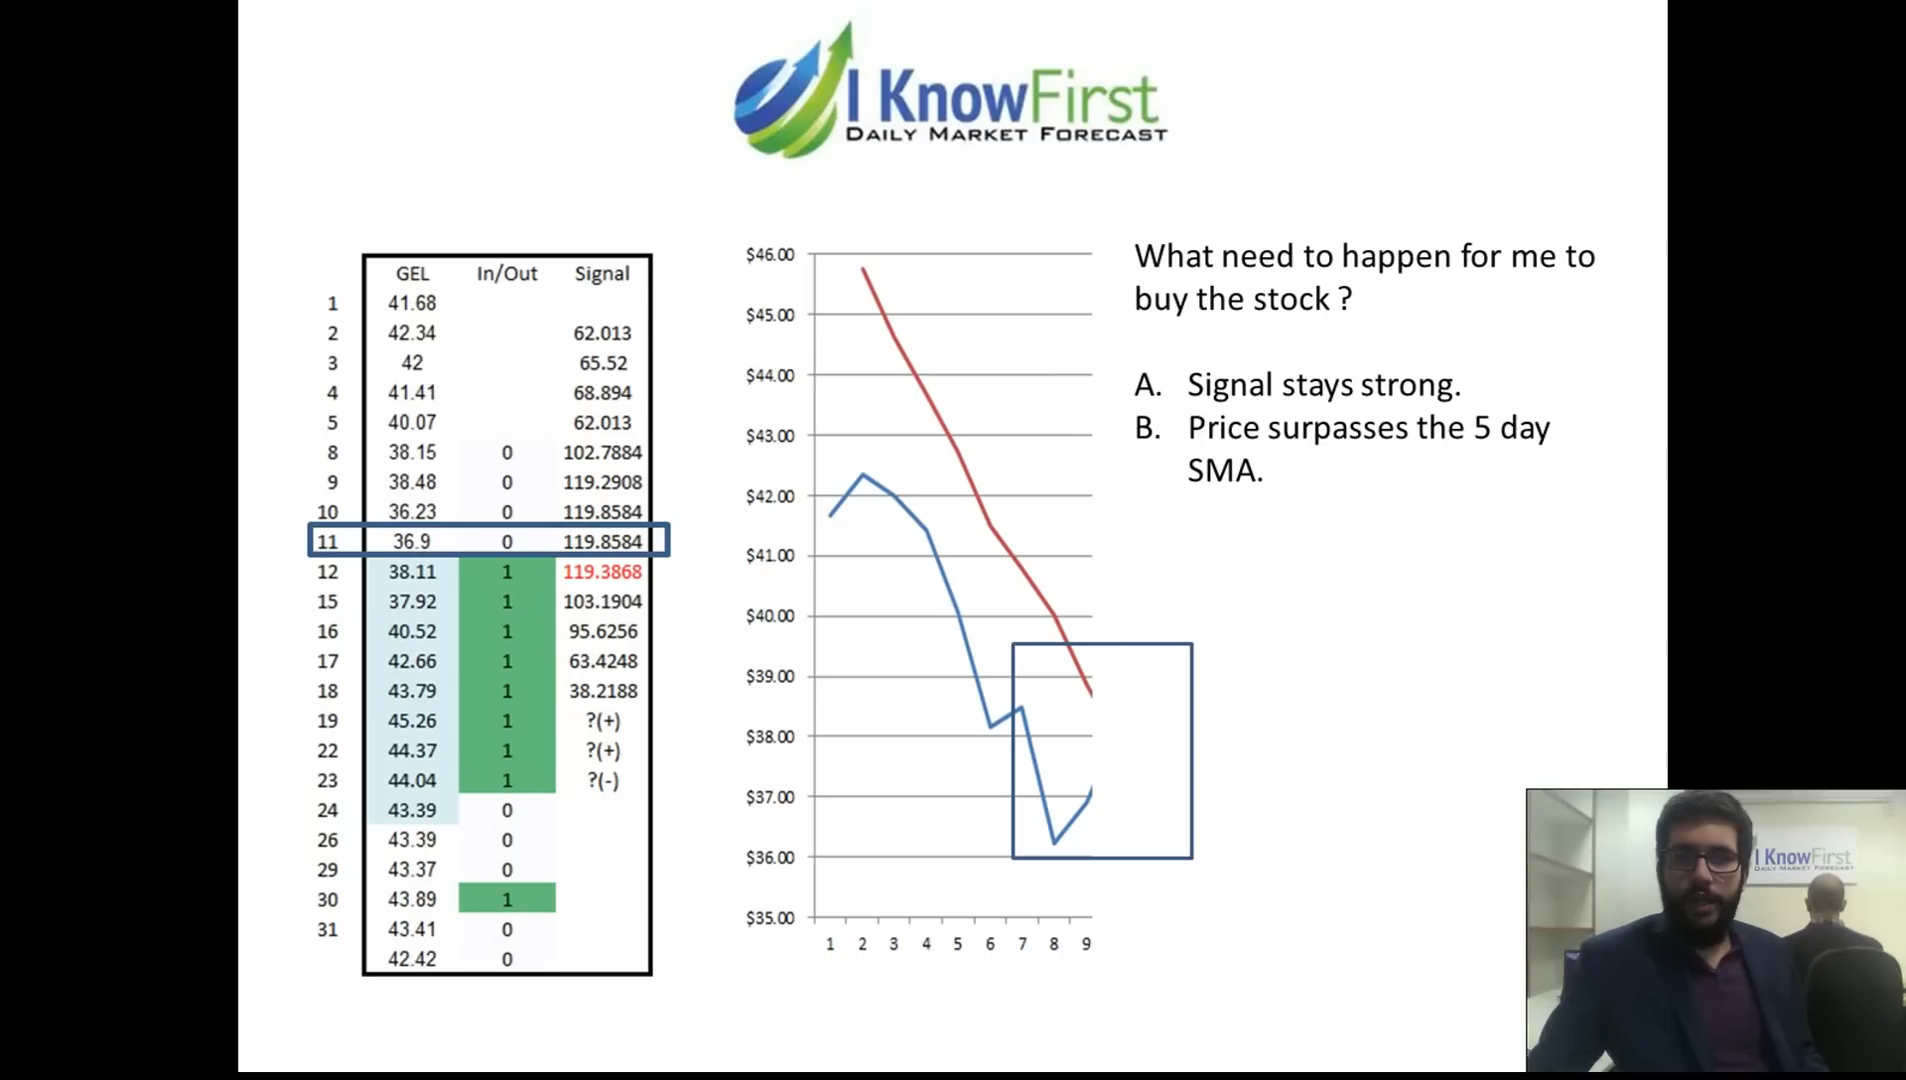 I KnowFirst
DAILY MARKET FORECAST
GEL In/Out Signal
1 41.68
2 42.34 62.013
3 42 65.52
4 41.41 68.894
5 40.07 62.013
8 38.15 0 102.7884
9 38.48 0 119.2908
10 36.23 0 119.8584
11 36.9 0 119.8584
12 38.11 1 119.3868
15 37.92 1 103.1904
16 40.52 1 95.6256
17 42.66 1 63.4248
18 43.79 1 38.2188
19 45.26 1 ?(+)
22 44.37 1 ?(+)
23 44.04 1 ?(-)
24 43.39 0
26 43.39 0
29 43.37 0
30 43.89 1
31 43.41 0
42.42 0
$46.00
$45.00
$44.00
$43.00
$42.00
$41.00
$40.00
$39.00
$38.00
$37.00
$36.00
$35.00
1 2 3 4 5 6 7 8 9
What need to happen for me to
buy the stock ?
A. Signal stays strong.
B. Price surpasses the 5 day
SMA.
I KnowFirst
DAILY MARKET FORECAST